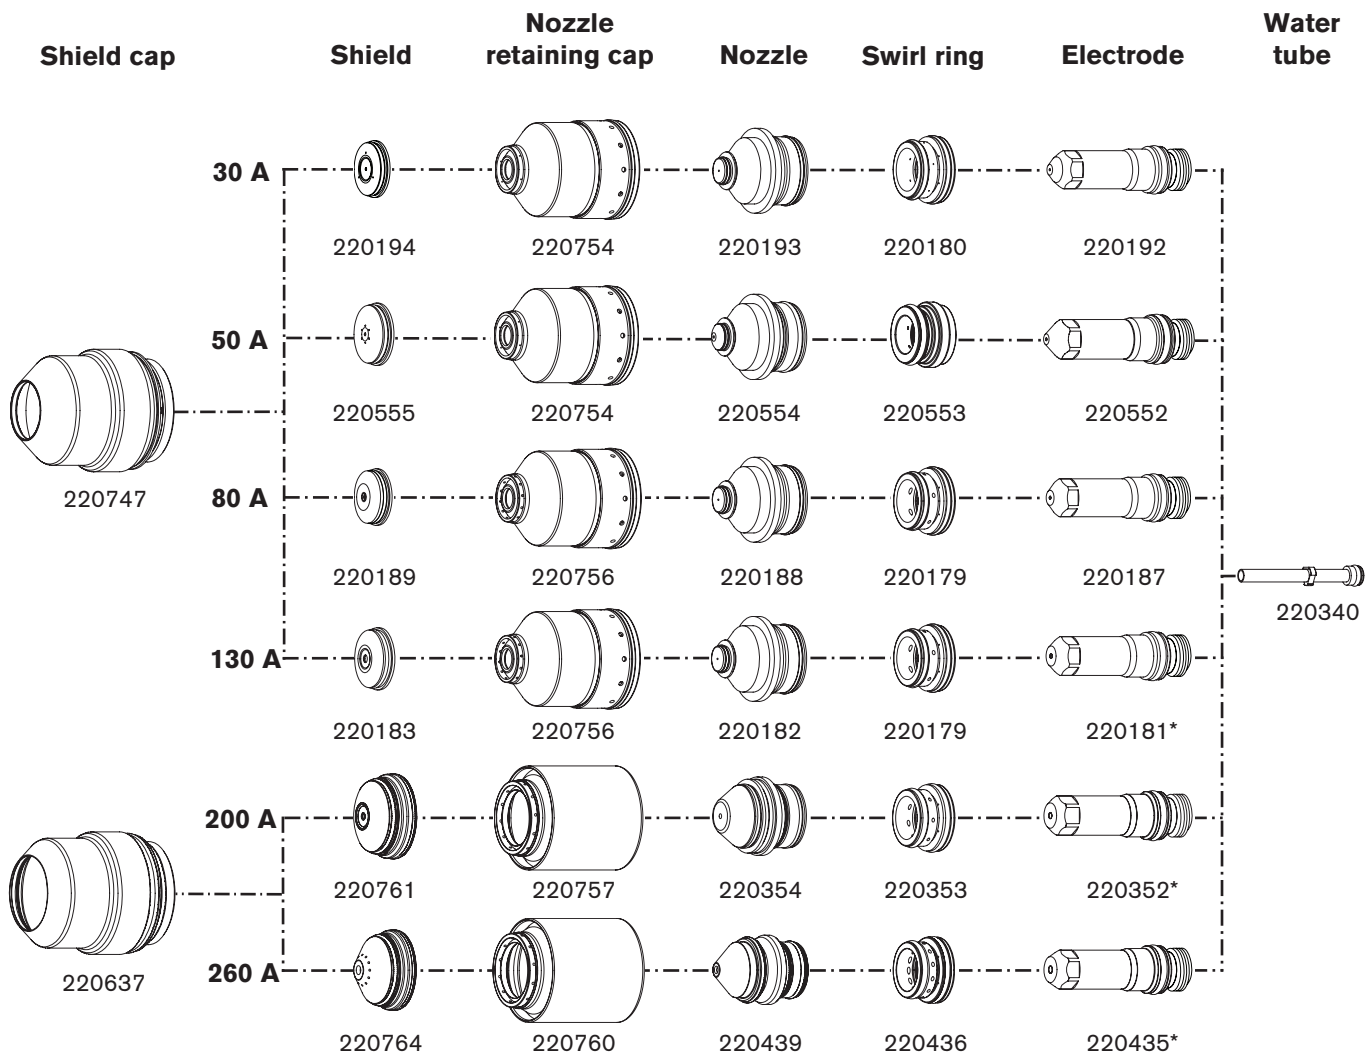 Shield cap Shield Nozzle retaining cap Nozzle Swirl ring Electrode Water tube
30 A
220194 220754 220193 220180 220192
50 A
220555 220754 220554 220553 220552
220747
80 A
220189 220756 220188 220179 220187
220340
130 A
220183 220756 220182 220179 220181*
200 A
220761 220757 220354 220353 220352*
220637
260 A
220764 220760 220439 220436 220435*